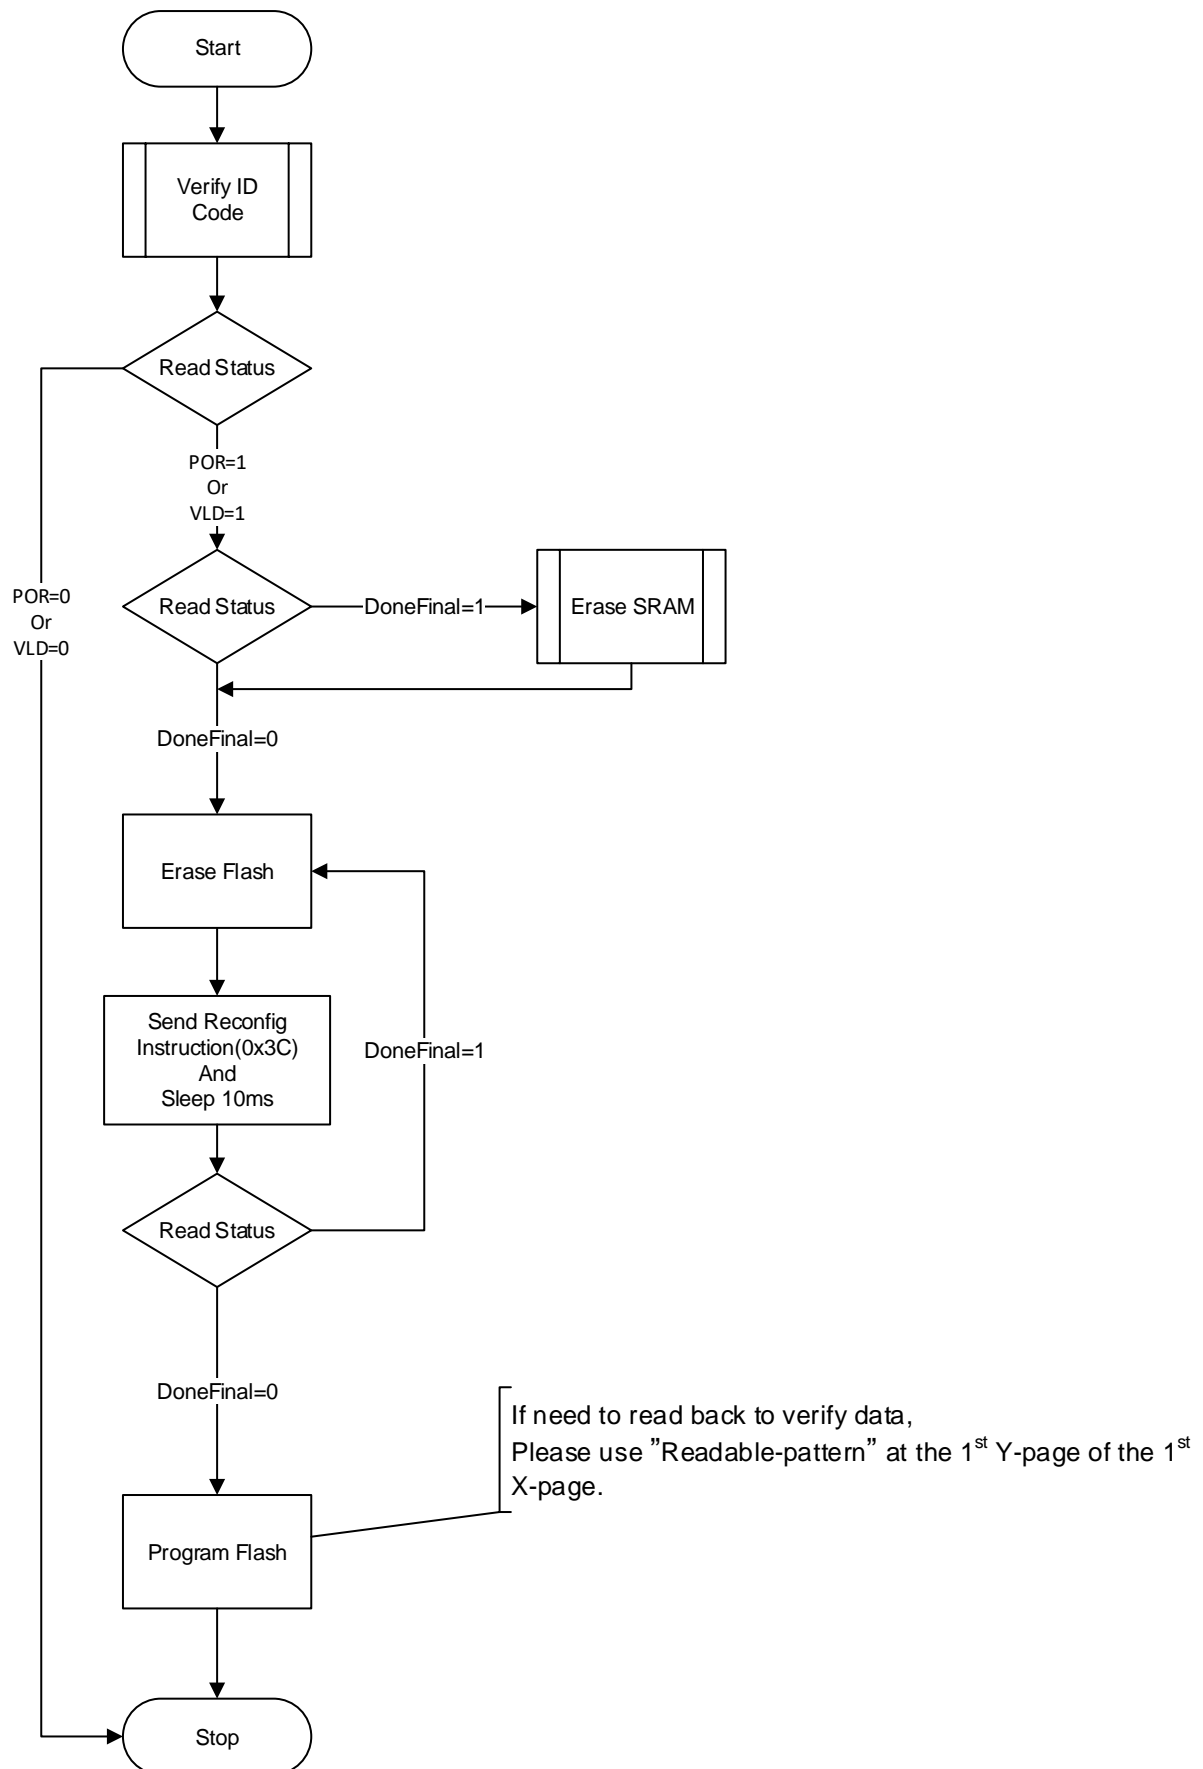 Start
Verify ID
Code
Read Status
POR=1
Or
VLD=1
POR=0
Or
VLD=0
Read Status
DoneFinal=1
Erase SRAM
DoneFinal=0
Erase Flash
Send Reconfig
Instruction(0x3C)
And
Sleep 10ms
DoneFinal=1
Read Status
DoneFinal=0
If need to read back to verify data,
Please use ”Readable-pattern” at the 1st Y-page of the 1st
X-page.
Program Flash
Stop